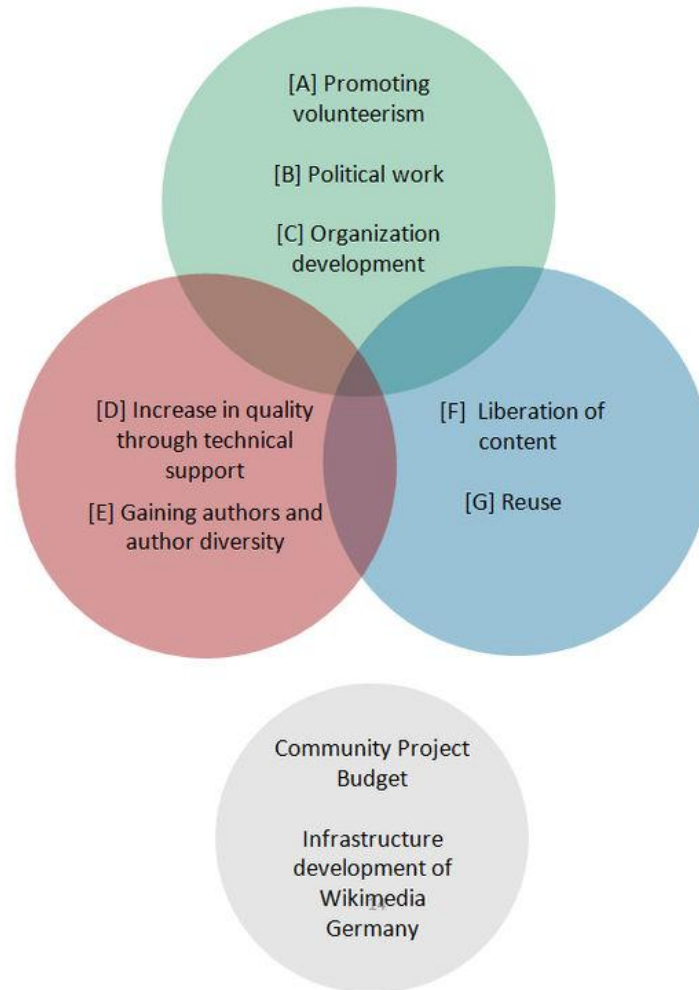 [A] Promoting
volunteerism
[B] Political work
[C] Organization
development
[D] Increase in quality
through technical
support
[E] Gaining authors and
author diversity
[F] Liberation of
content
[G] Reuse
Community Project
Budget
Infrastructure
development of
Wikimedia
14
Germany